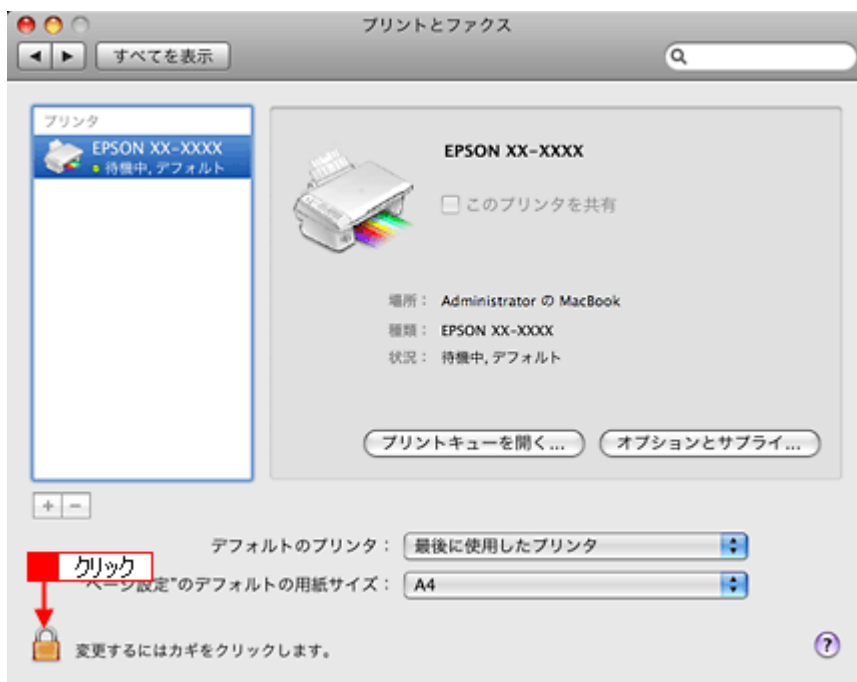 プリントとファクス
すべてを表示
プリンタ
EPSON XX-XXXX
待機中, デフォルト
EPSON XX-XXXX
このプリンタを共有
場所： Administrator の MacBook
種類： EPSON XX-XXXX
状況： 待機中, デフォルト
プリントキューを開く... オプションとサプライ...
+ −
デフォルトのプリンタ： 最後に使用したプリンタ
クリック
"ページ設定"のデフォルトの用紙サイズ： A4
変更するにはカギをクリックします。
?